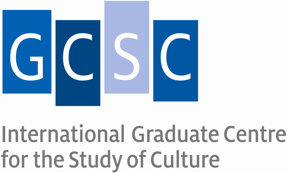 GCSC
International Graduate Centre
for the Study of Culture